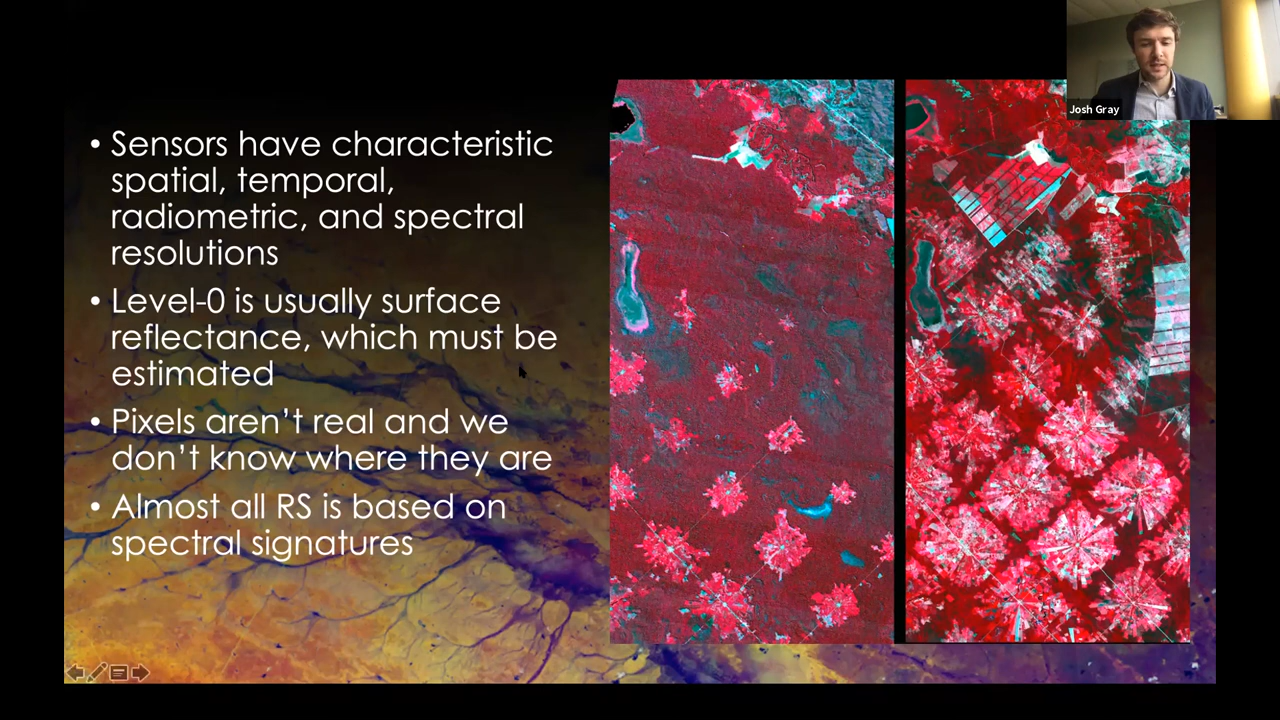 • Sensors have characteristic
spatial, temporal,
radiometric, and spectral
resolutions
• Level-0 is usually surface
reflectance, which must be
estimated
• Pixels aren't real and we
don't know where they are
• Almost all RS is based on
spectral signatures
Josh Gray